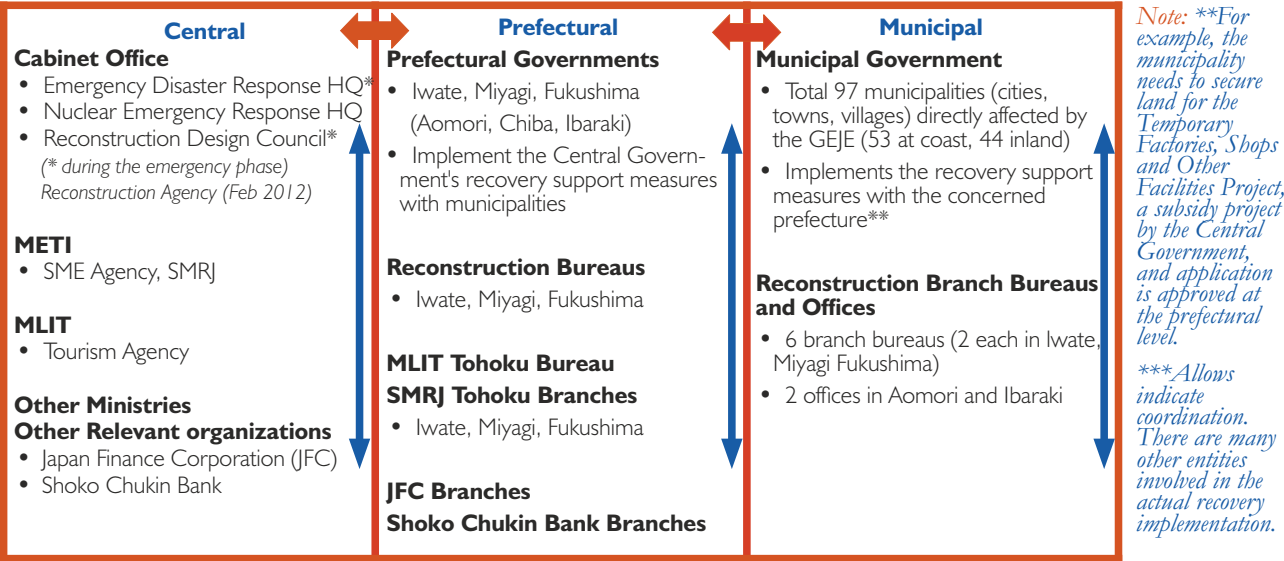 Central
Cabinet Office
• Emergency Disaster Response HQ*
• Nuclear Emergency Response HQ
• Reconstruction Design Council*
(* during the emergency phase)
Reconstruction Agency (Feb 2012)
METI
• SME Agency, SMRJ
MLIT
• Tourism Agency
Other Ministries
Other Relevant organizations
• Japan Finance Corporation (JFC)
• Shoko Chukin Bank
Prefectural
Prefectural Governments
• Iwate, Miyagi, Fukushima
(Aomori, Chiba, Ibaraki)
• Implement the Central Govern-
ment's recovery support measures
with municipalities
Reconstruction Bureaus
• Iwate, Miyagi, Fukushima
MLIT Tohoku Bureau
SMRJ Tohoku Branches
• Iwate, Miyagi, Fukushima
JFC Branches
Shoko Chukin Bank Branches
Municipal
Municipal Government
• Total 97 municipalities (cities,
towns, villages) directly affected by
the GEJE (53 at coast, 44 inland)
• Implements the recovery support
measures with the concerned
prefecture**
Reconstruction Branch Bureaus
and Offices
• 6 branch bureaus (2 each in Iwate,
Miyagi Fukushima)
• 2 offices in Aomori and Ibaraki
Note: **For
example, the
municipality
needs to secure
land for the
Temporary
Factories, Shops
and Other
Facilities Project,
a subsidy project
by the Central
Government,
and application
is approved at
the prefectural
level.
***Allows
indicate
coordination.
There are many
other entities
involved in the
actual recovery
implementation.